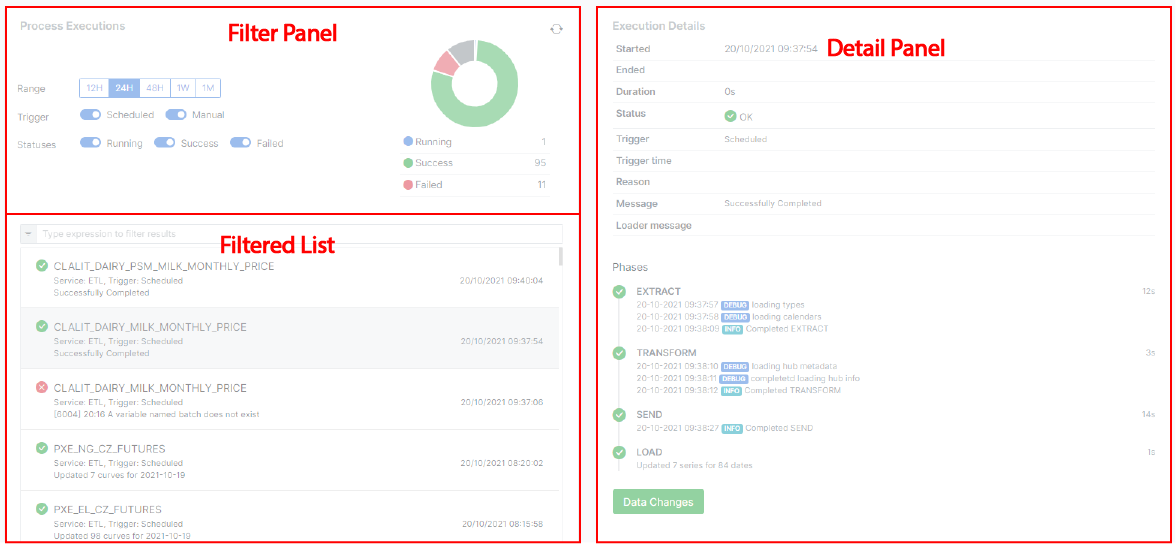 Process Executions
Filter Panel
Range 12H 24H 48H 1W 1M
Trigger Scheduled Manual
Statuses Running Success Failed
Running 1
Success 95
Failed 11
Type expression to filter results
Filtered List
CLALIT_DAIRY_PSM_MILK_MONTHLY_PRICE
Service: ETL, Trigger: Scheduled 20/10/2021 09:40:04
Successfully Completed
CLALIT_DAIRY_MILK_MONTHLY_PRICE
Service: ETL, Trigger: Scheduled 20/10/2021 09:37:54
Successfully Completed
CLALIT_DAIRY_MILK_MONTHLY_PRICE
Service: ETL, Trigger: Scheduled 20/10/2021 09:37:06
[6004] 20:16 A variable named batch does not exist
PXE_NG_CZ_FUTURES
Service: ETL, Trigger: Scheduled 20/10/2021 08:20:02
Updated 7 curves for 2021-10-19
PXE_EL_CZ_FUTURES
Service: ETL, Trigger: Scheduled 20/10/2021 08:15:58
Updated 98 curves for 2021-10-19
Execution Details
Detail Panel
Started 20/10/2021 09:37:54
Ended
Duration 0s
Status OK
Trigger Scheduled
Trigger time
Reason
Message Successfully Completed
Loader message
Phases
EXTRACT 12s
20-10-2021 09:37:57 DEBUG loading types
20-10-2021 09:37:58 DEBUG loading calendars
20-10-2021 09:38:09 INFO Completed EXTRACT
TRANSFORM 3s
20-10-2021 09:38:10 DEBUG loading hub metadata
20-10-2021 09:38:11 DEBUG completetd loading hub info
20-10-2021 09:38:12 INFO Completed TRANSFORM
SEND 14s
20-10-2021 09:38:27 INFO Completed SEND
LOAD 1s
Updated 7 series for 84 dates
Data Changes